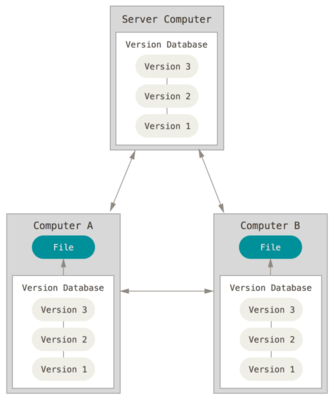 Server Computer
Version Database
Version 3
Version 2
Version 1
Computer A
File
Version Database
Version 3
Version 2
Version 1
Computer B
File
Version Database
Version 3
Version 2
Version 1